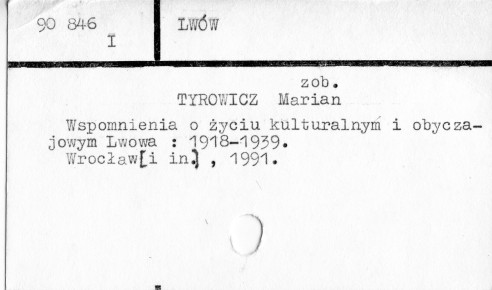 90 846
I
LWÓW
zob.
TYROWICZ Marian
Wspomnienia o życiu kulturalnym i obycza-
jowym Lwowa : 1918-1939.
Wrocław[i in.] , 1991.